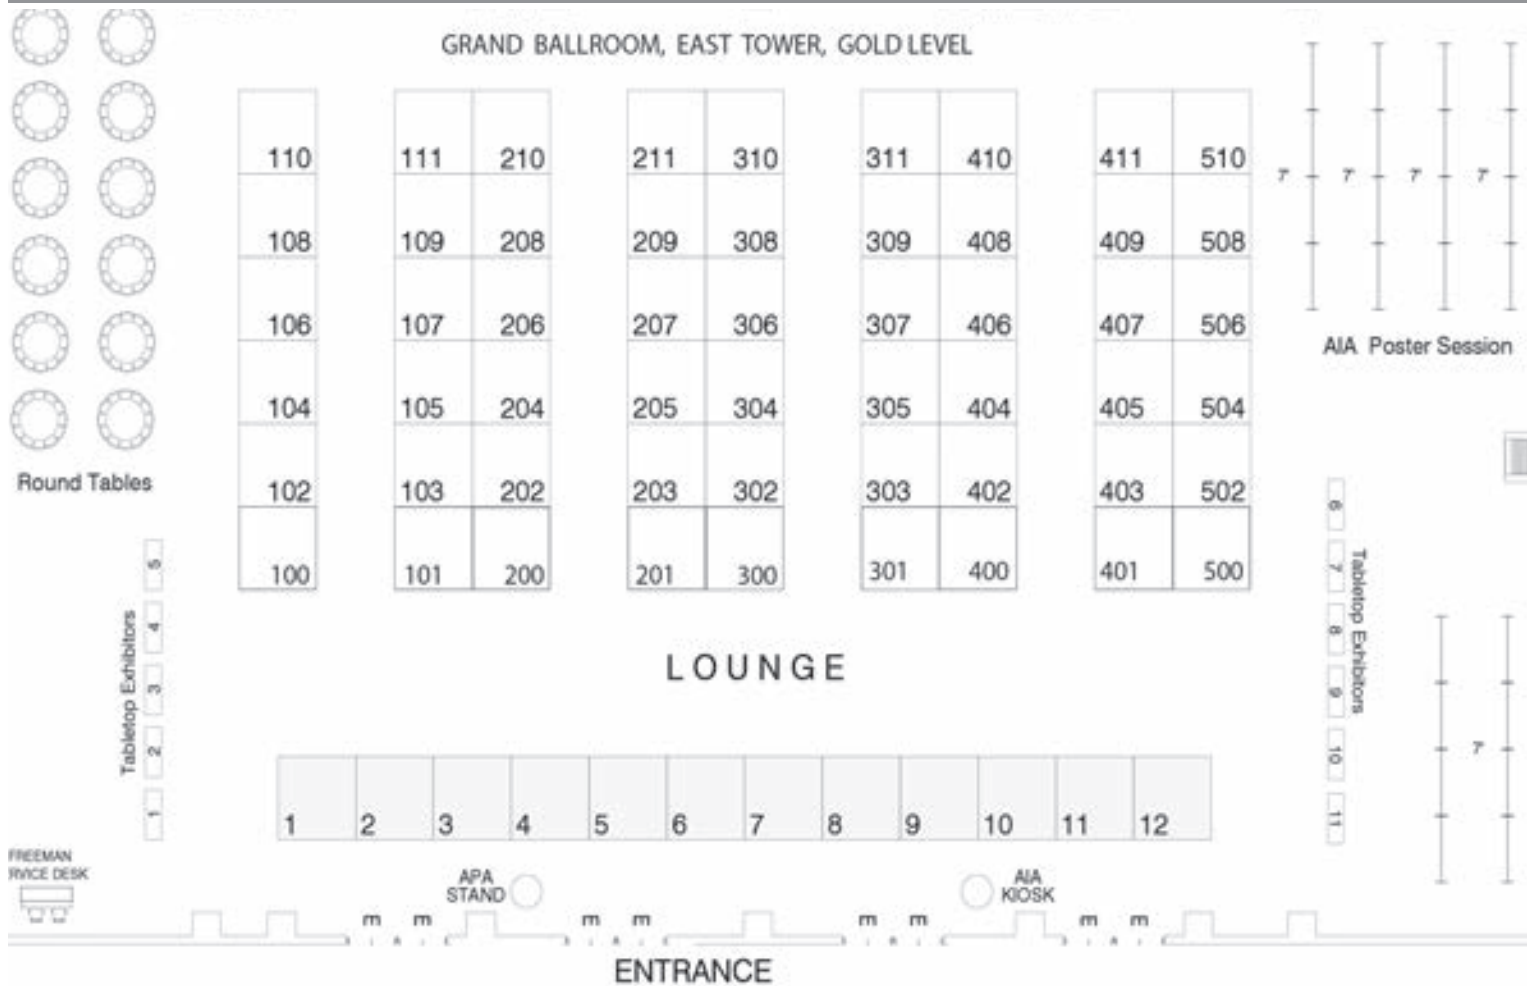 GRAND BALLROOM, EAST TOWER, GOLD LEVEL
110 111 210 211 310 311 410 411 510
7' 7' 7' 7'
108 109 208 209 308 309 408 409 508
106 107 206 207 306 307 406 407 506
AIA Poster Session
104 105 204 205 304 305 404 405 504
Round Tables
102 103 202 203 302 303 402 403 502
100 101 200 201 300 301 400 401 500
5
4
3
2
1
Tabletop Exhibitors
6
7
8
9
10
11
Tabletop Exhibitors
LOUNGE
7'
1 2 3 4 5 6 7 8 9 10 11 12
FREEMAN
RVICE DESK
APA
STAND
AIA
KIOSK
m m m m m m m m
ENTRANCE